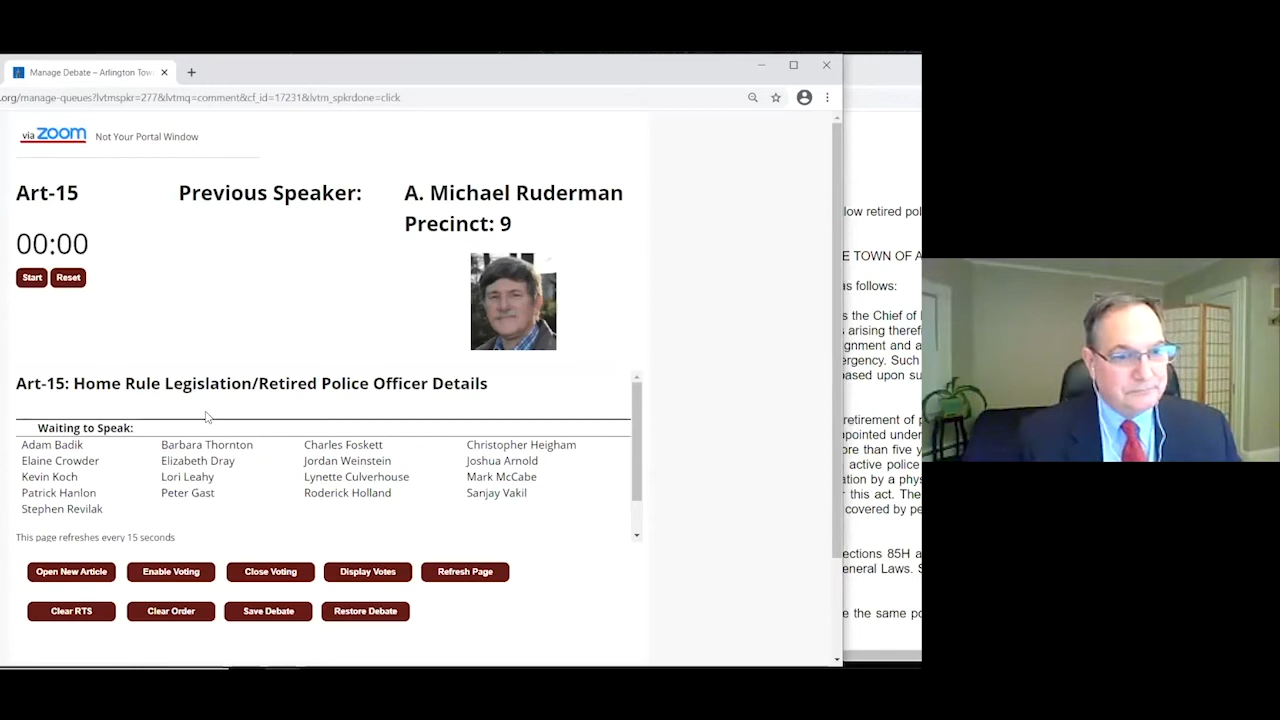 Manage Debate – Arlington Tow
.org/manage-queues?lvtmspkr=277&lvtmq=comment&cf_id=17231&lvtm_spkrdone=click
via zoom Not Your Portal Window
Art-15 Previous Speaker: A. Michael Ruderman
Precinct: 9
00:00
Start Reset
Art-15: Home Rule Legislation/Retired Police Officer Details
Waiting to Speak:
Adam Badik Barbara Thornton Charles Foskett Christopher Heigham
Elaine Crowder Elizabeth Dray Jordan Weinstein Joshua Arnold
Kevin Koch Lori Leahy Lynette Culverhouse Mark McCabe
Patrick Hanlon Peter Gast Roderick Holland Sanjay Vakil
Stephen Revilak
This page refreshes every 15 seconds
Open New Article Enable Voting Close Voting Display Votes Refresh Page
Clear RTS Clear Order Save Debate Restore Debate
low retired pol
E TOWN OF A
as follows:
s the Chief of
s arising theref
gnment and a
ergency. Such
based upon su
retirement of p
ppointed under
ore than five y
active police
ation by a phys
r this act. The
covered by pe
ections 85H a
eneral Laws. S
e the same po